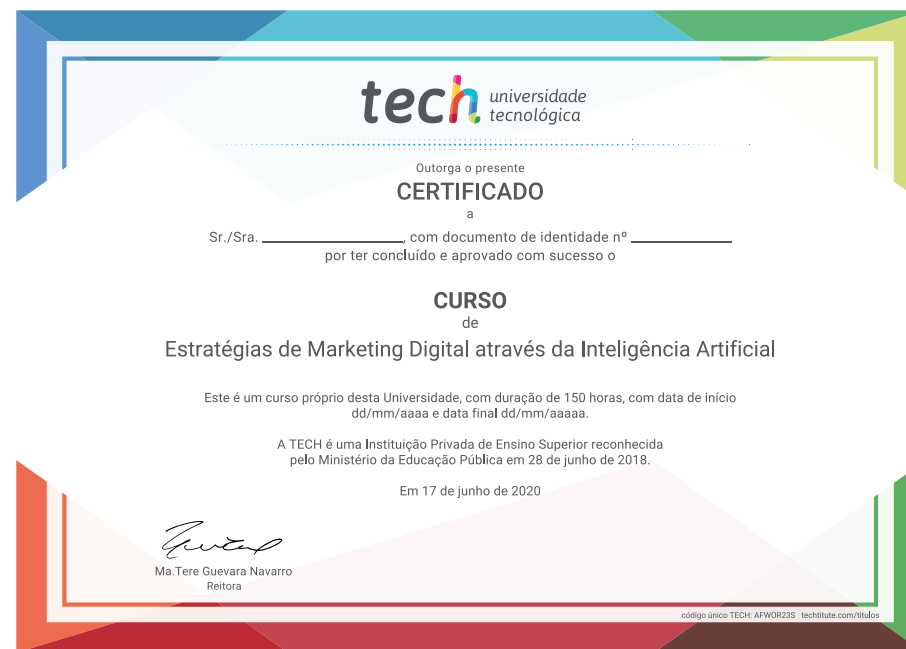 tech universidade
tecnológica
Outorga o presente
CERTIFICADO
a
Sr./Sra. ____________, com documento de identidade nº ____________
por ter concluído e aprovado com sucesso o
CURSO
de
Estratégias de Marketing Digital através da Inteligência Artificial
Este é um curso próprio desta Universidade, com duração de 150 horas, com data de início
dd/mm/aaaa e data final dd/mm/aaaaa.
A TECH é uma Instituição Privada de Ensino Superior reconhecida
pelo Ministério da Educação Pública em 28 de junho de 2018.
Em 17 de junho de 2020
Ma.Tere Guevara Navarro
Reitora
código único TECH: AFWOR23S techtitute.com/títulos